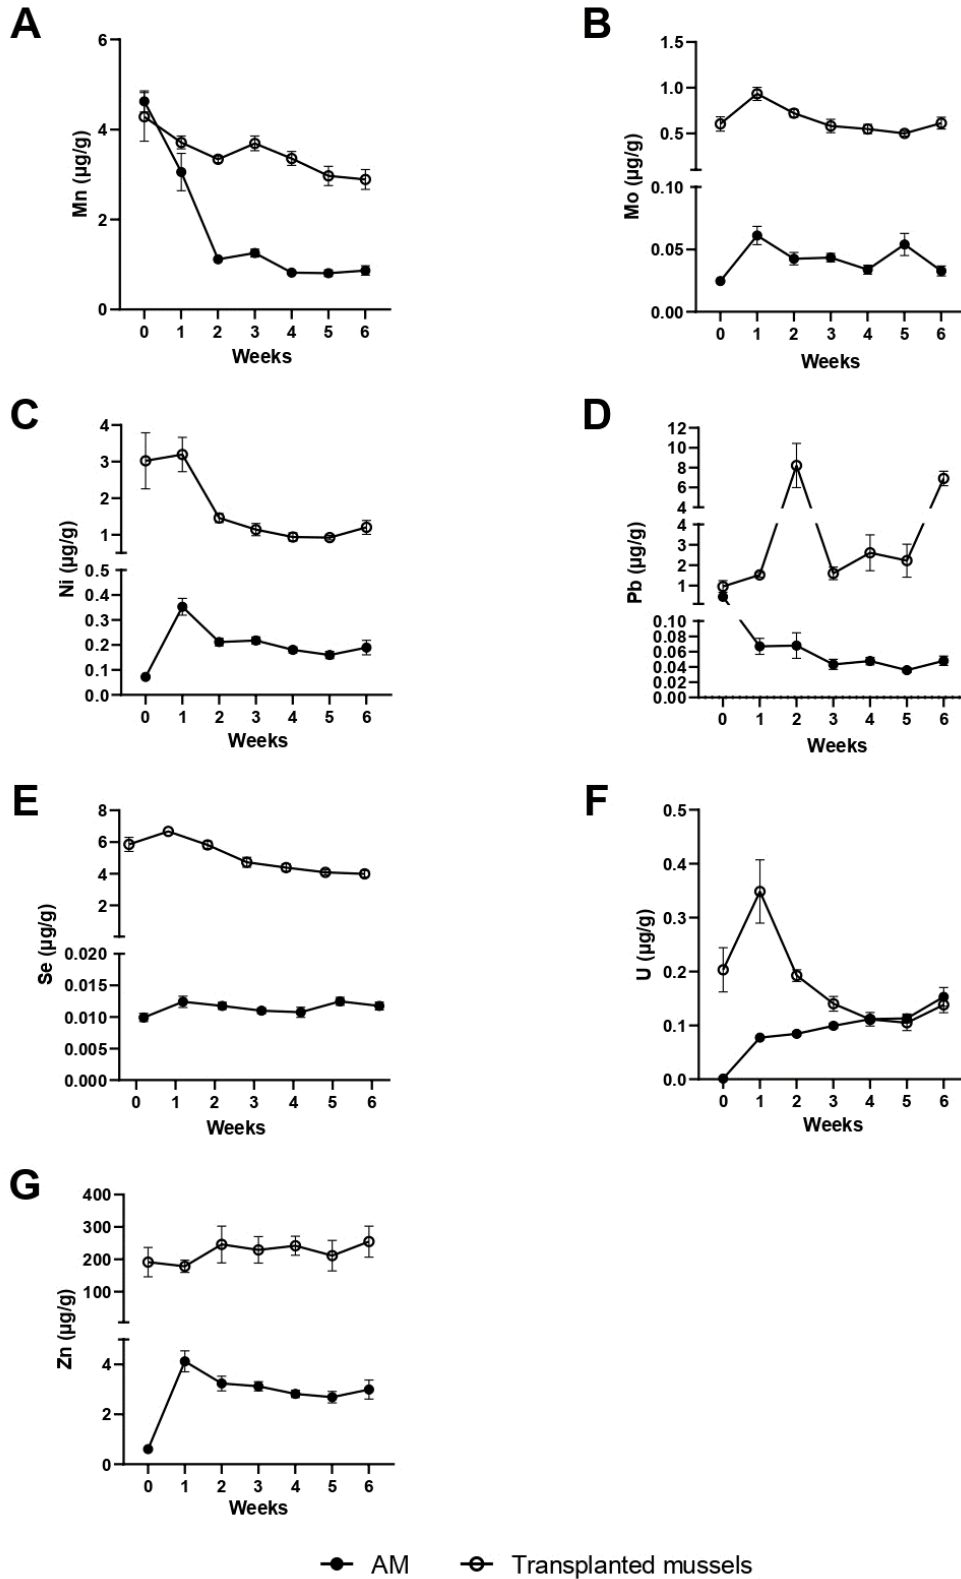 A
Mn (µg/g)
6
4
2
0
0 1 2 3 4 5 6
Weeks
B
Mo (µg/g)
1.5
1.0
0.5
0.10
0.05
0.00
0 1 2 3 4 5 6
Weeks
C
Ni (µg/g)
4
3
2
1
0.5
0.4
0.3
0.2
0.1
0.0
0 1 2 3 4 5 6
Weeks
D
Pb (µg/g)
12
10
8
6
4
4
3
2
1
0.10
0.08
0.06
0.04
0.02
0.00
0 1 2 3 4 5 6
Weeks
E
Se (µg/g)
8
6
4
2
0.020
0.015
0.010
0.005
0.000
0 1 2 3 4 5 6
Weeks
F
U (µg/g)
0.5
0.4
0.3
0.2
0.1
0.0
0 1 2 3 4 5 6
Weeks
G
Zn (µg/g)
400
300
200
100
4
2
0
0 1 2 3 4 5 6
Weeks
AM Transplanted mussels